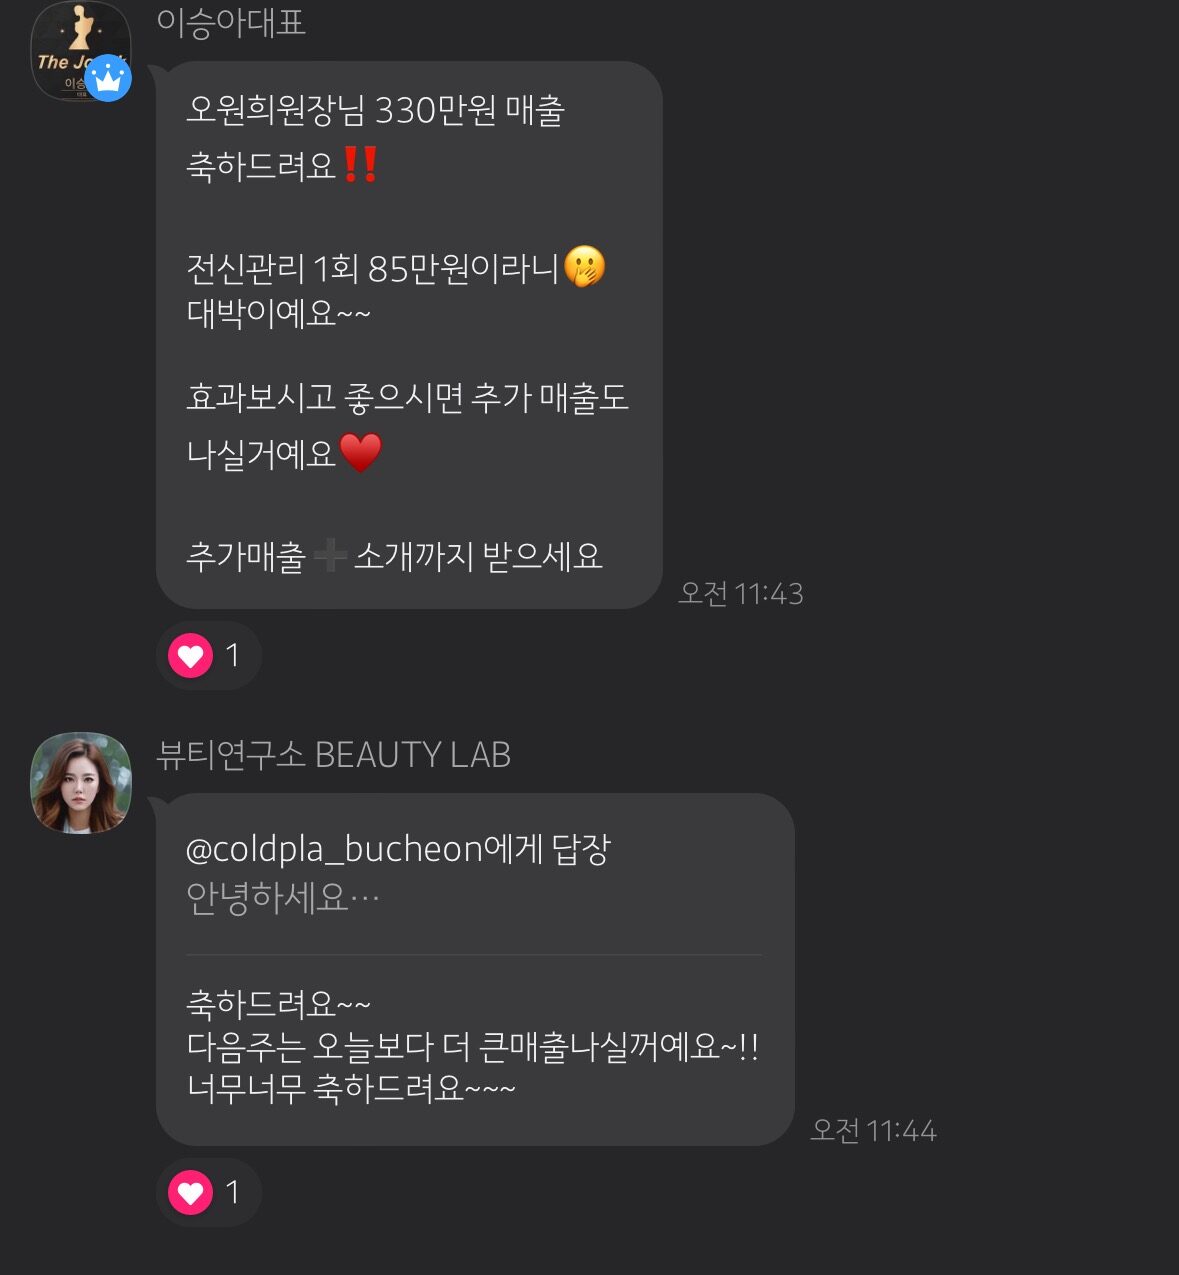 이승아대표
The Jo
이승
오원희원장님 330만원 매출
축하드려요‼️
전신관리 1회 85만원이라니🤭
대박이예요~~
효과보시고 좋으시면 추가 매출도
나실거예요♥️
추가매출➕소개까지 받으세요
오전 11:43
1
뷰티연구소 BEAUTY LAB
@coldpla_bucheon에게 답장
안녕하세요…
축하드려요~~
다음주는 오늘보다 더 큰매출나실꺼예요~!!
너무너무 축하드려요~~~
오전 11:44
1